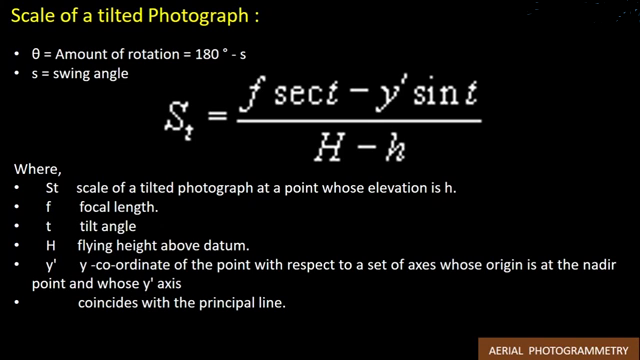 Scale of a tilted Photograph :
• θ = Amount of rotation = 180 ° - s
• s = swing angle
S_t = (f sec t − y' sin t) / (H − h)
Where,
• St scale of a tilted photograph at a point whose elevation is h.
• f focal length.
• t tilt angle
• H flying height above datum.
• y' y -co-ordinate of the point with respect to a set of axes whose origin is at the nadir
point and whose y' axis
• coincides with the principal line.
AERIAL PHOTOGRAMMETRY